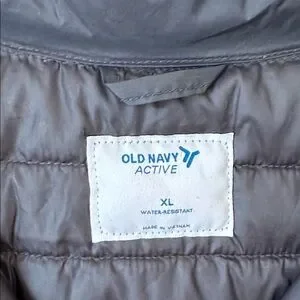 OLD NAVY
ACTIVE
XL
WATER-RESISTANT
MADE IN VIETNAM